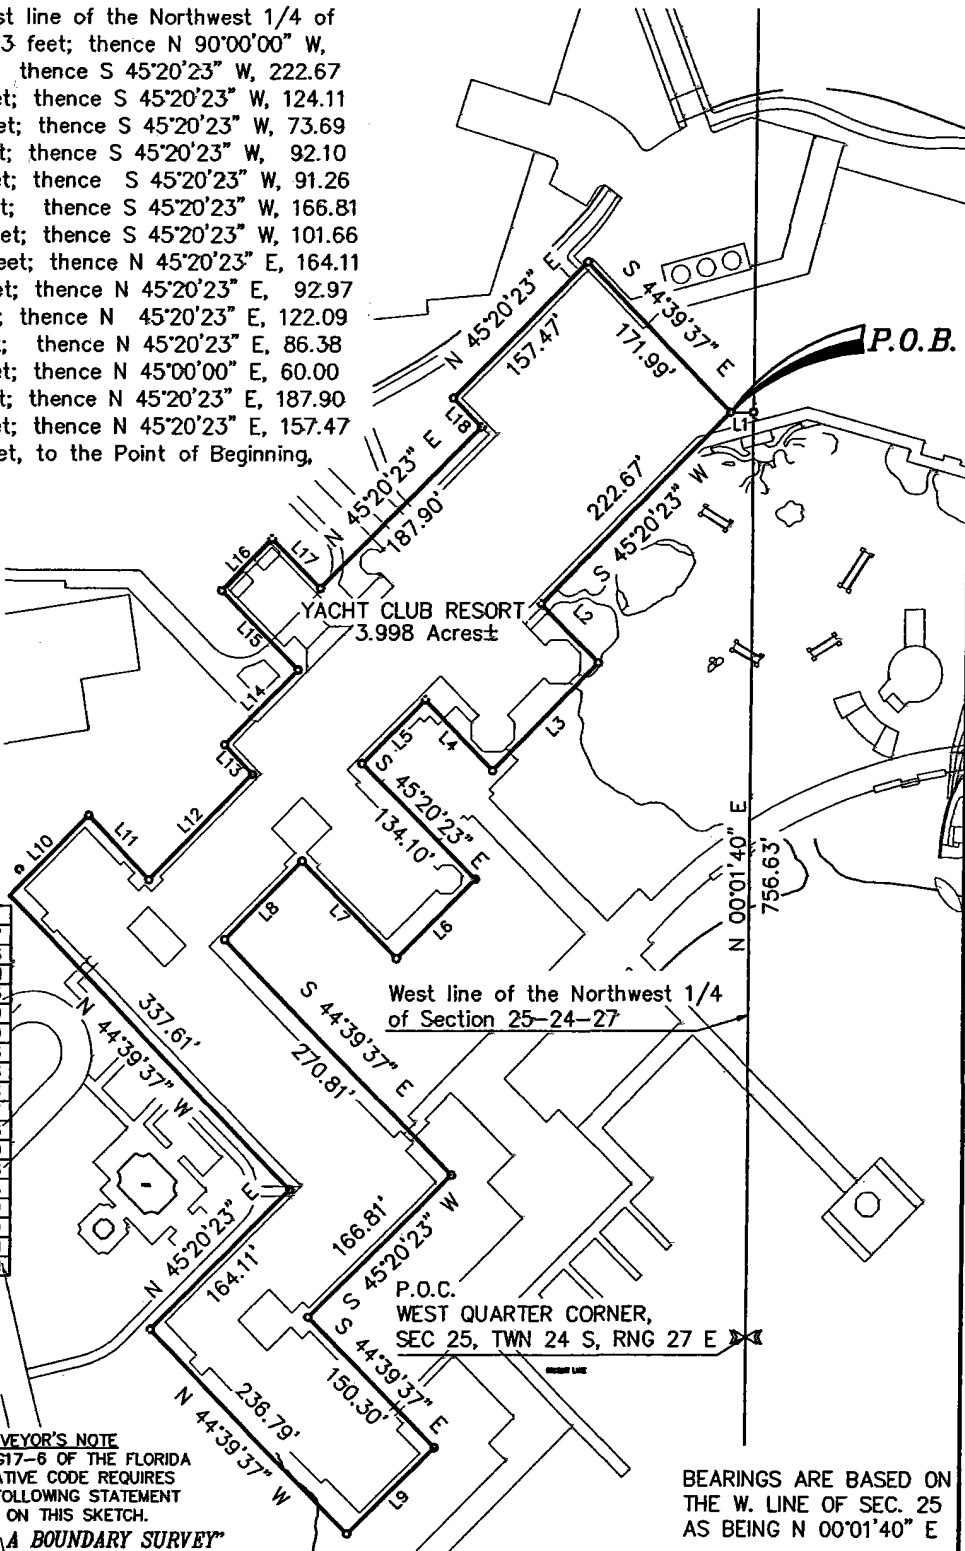 st line of the Northwest 1/4 of
3 feet; thence N 90°00'00" W,
thence S 45°20'23" W, 222.67
et; thence S 45°20'23" W, 124.11
eet; thence S 45°20'23" W, 73.69
t; thence S 45°20'23" W, 92.10
et; thence S 45°20'23" W, 91.26
t; thence S 45°20'23" W, 166.81
eet; thence S 45°20'23" W, 101.66
feet; thence N 45°20'23" E, 164.11
et; thence N 45°20'23" E, 92.97
; thence N 45°20'23" E, 122.09
t; thence N 45°20'23" E, 86.38
et; thence N 45°00'00" E, 60.00
t; thence N 45°20'23" E, 187.90
et; thence N 45°20'23" E, 157.47
et, to the Point of Beginning,
N 45°20'23" E
157.47'
S 44°39'37" E
171.99'
P.O.B.
L18
L1
N 45°20'23" E
187.90'
222.67'
S 45°20'23" W
L16
L17
YACHT CLUB RESORT
3.998 Acres±
L2
L15
L14
L3
L5
L4
L13
S 45°20'23" E
134.10'
L12
L10
L11
N 00°01'40" E
756.63'
L8
L7
L6
West line of the Northwest 1/4
of Section 25-24-27
337.61'
N 44°39'37" W
S 44°39'37" E
270.81'
166.81'
S 45°20'23" W
N 45°20'23" E
164.11'
P.O.C.
WEST QUARTER CORNER,
SEC 25, TWN 24 S, RNG 27 E
S 44°39'37" E
150.30'
236.79'
N 44°39'37" W
L9
VEYOR'S NOTE
G17-6 OF THE FLORIDA
ATIVE CODE REQUIRES
FOLLOWING STATEMENT
ON THIS SKETCH.
A BOUNDARY SURVEY"
BEARINGS ARE BASED ON
THE W. LINE OF SEC. 25
AS BEING N 00°01'40" E